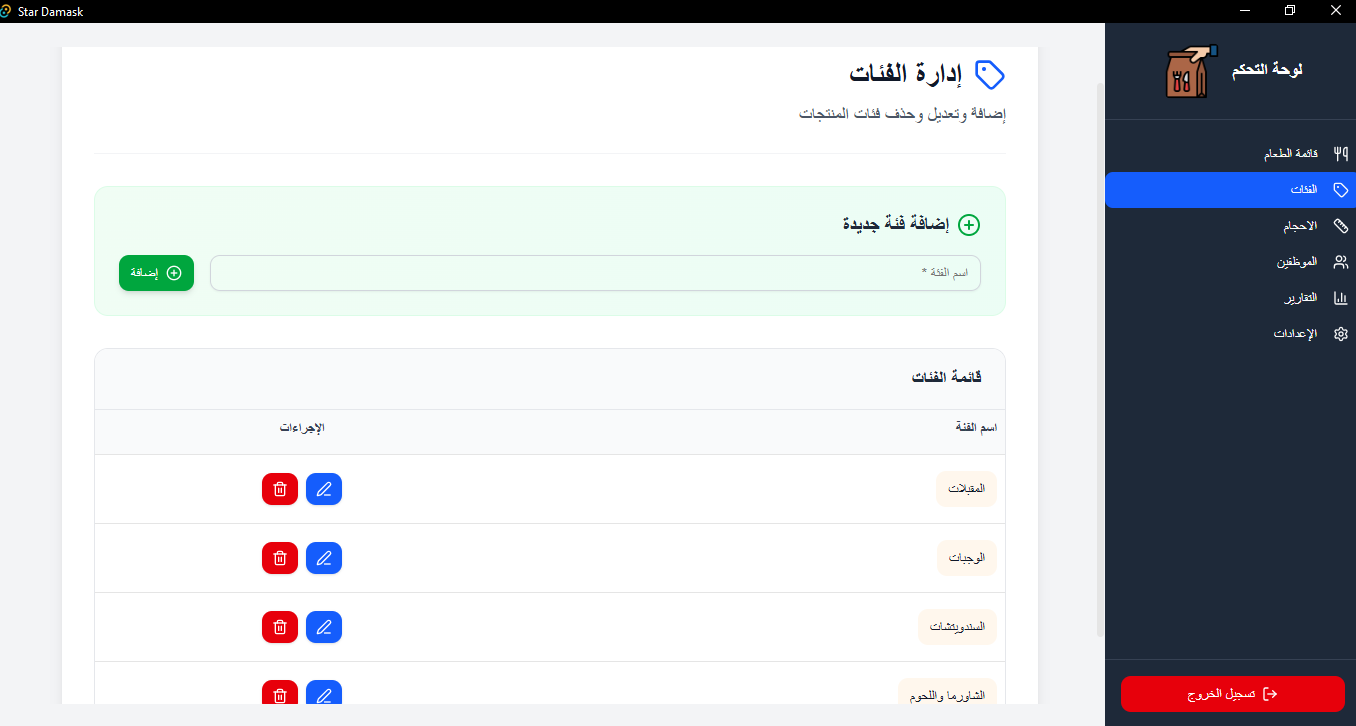 Star Damask
لوحة التحكم
قائمة الطعام
الفئات
الاحجام
الموظفين
التقارير
الإعدادات
تسجيل الخروج
إدارة الفئات
إضافة وتعديل وحذف فئات المنتجات
إضافة فئة جديدة
اسم الفئة *
إضافة
قائمة الفئات
اسم الفئة
الإجراءات
المقبلات
الوجبات
السندويتشات
الشاورما واللحوم